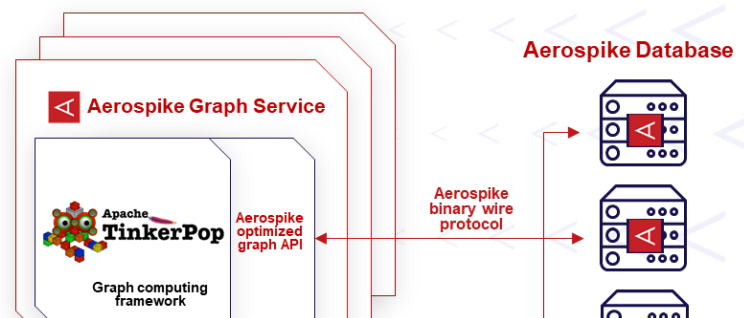 Aerospike Database
Aerospike Graph Service
Apache
TinkerPop
Graph computing
framework
Aerospike
optimized
graph API
Aerospike
binary wire
protocol